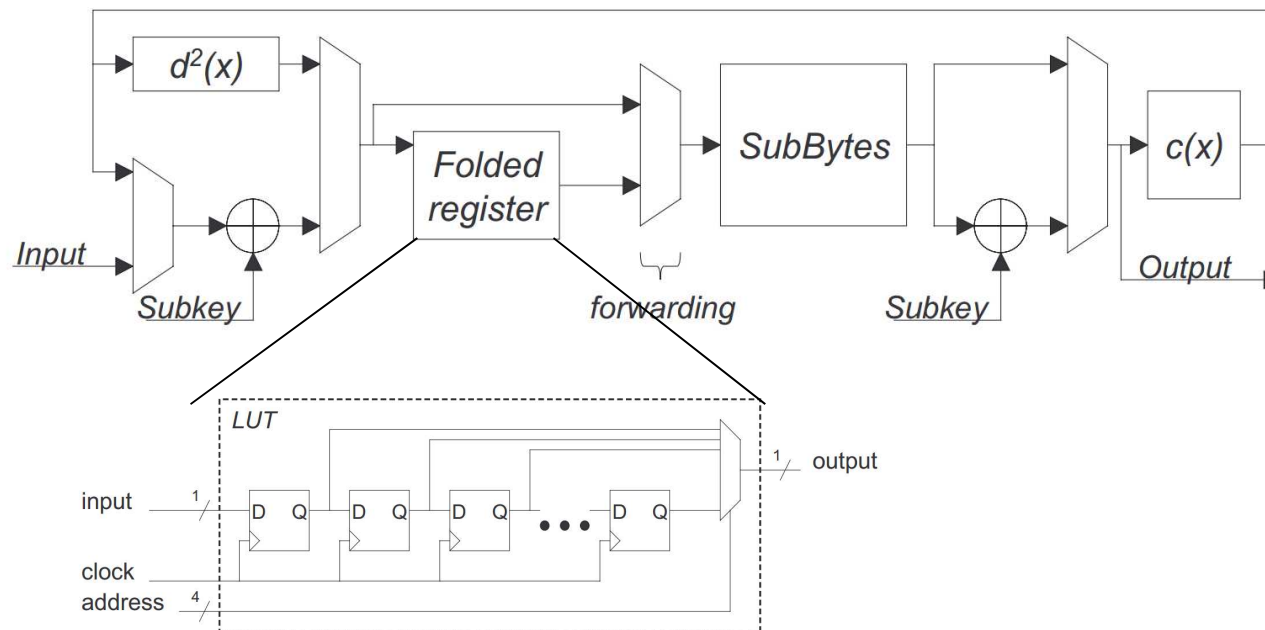 d²(x)
Folded
register
SubBytes
c(x)
Input
Subkey
forwarding
Subkey
Output
LUT
input
1
D Q
D Q
D Q
D Q
1
output
clock
address
4